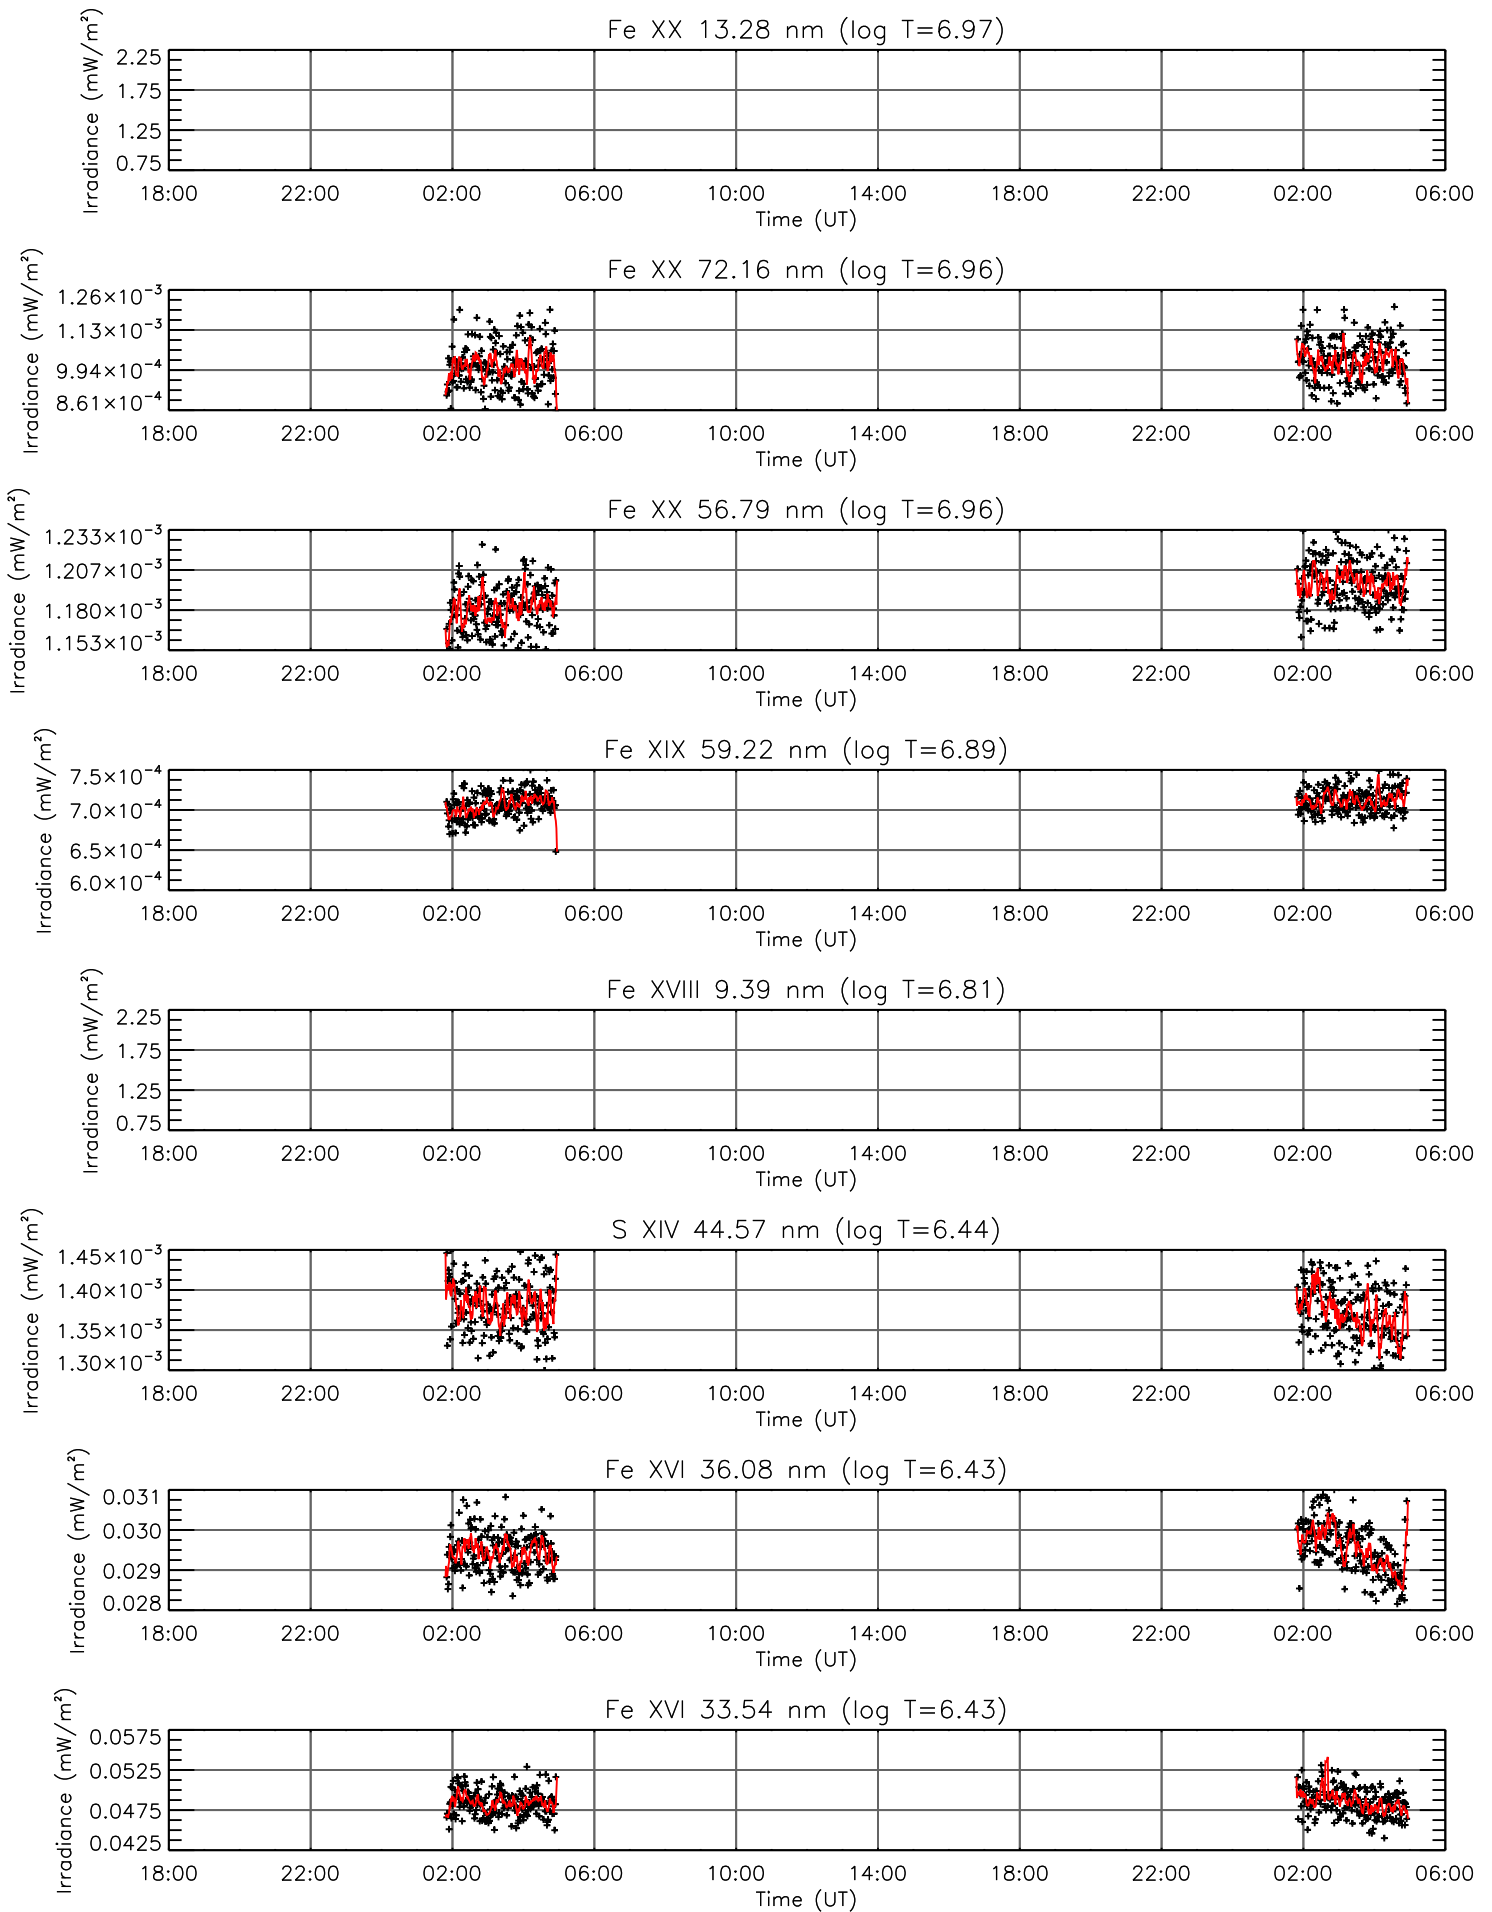 Fe XX 13.28 nm (log T=6.97)
Irradiance (mW/m²)
2.25
1.75
1.25
0.75
18:00 22:00 02:00 06:00 10:00 14:00 18:00 22:00 02:00 06:00
Time (UT)
Fe XX 72.16 nm (log T=6.96)
Irradiance (mW/m²)
1.26×10⁻³
1.13×10⁻³
9.94×10⁻⁴
8.61×10⁻⁴
18:00 22:00 02:00 06:00 10:00 14:00 18:00 22:00 02:00 06:00
Time (UT)
Fe XX 56.79 nm (log T=6.96)
Irradiance (mW/m²)
1.233×10⁻³
1.207×10⁻³
1.180×10⁻³
1.153×10⁻³
18:00 22:00 02:00 06:00 10:00 14:00 18:00 22:00 02:00 06:00
Time (UT)
Fe XIX 59.22 nm (log T=6.89)
Irradiance (mW/m²)
7.5×10⁻⁴
7.0×10⁻⁴
6.5×10⁻⁴
6.0×10⁻⁴
18:00 22:00 02:00 06:00 10:00 14:00 18:00 22:00 02:00 06:00
Time (UT)
Fe XVIII 9.39 nm (log T=6.81)
Irradiance (mW/m²)
2.25
1.75
1.25
0.75
18:00 22:00 02:00 06:00 10:00 14:00 18:00 22:00 02:00 06:00
Time (UT)
S XIV 44.57 nm (log T=6.44)
Irradiance (mW/m²)
1.45×10⁻³
1.40×10⁻³
1.35×10⁻³
1.30×10⁻³
18:00 22:00 02:00 06:00 10:00 14:00 18:00 22:00 02:00 06:00
Time (UT)
Fe XVI 36.08 nm (log T=6.43)
Irradiance (mW/m²)
0.031
0.030
0.029
0.028
18:00 22:00 02:00 06:00 10:00 14:00 18:00 22:00 02:00 06:00
Time (UT)
Fe XVI 33.54 nm (log T=6.43)
Irradiance (mW/m²)
0.0575
0.0525
0.0475
0.0425
18:00 22:00 02:00 06:00 10:00 14:00 18:00 22:00 02:00 06:00
Time (UT)